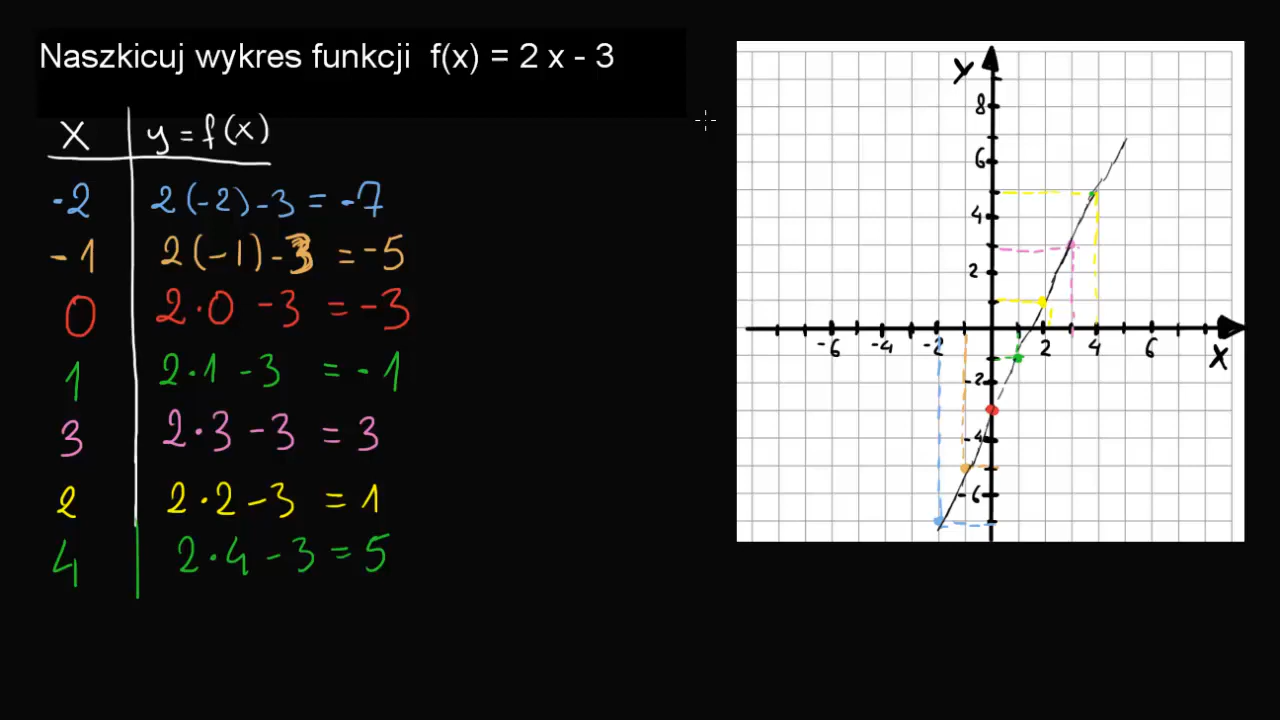 Naszkicuj wykres funkcji f(x) = 2 x - 3
x y = f(x)
-2 2(-2) - 3 = -7
-1 2(-1) - 3 = -5
0 2·0 - 3 = -3
1 2·1 - 3 = -1
3 2·3 - 3 = 3
2 2·2 - 3 = 1
4 2·4 - 3 = 5
y
8
6
4
2
-6 -4 -2 2 4 6 x
-2
-4
-6